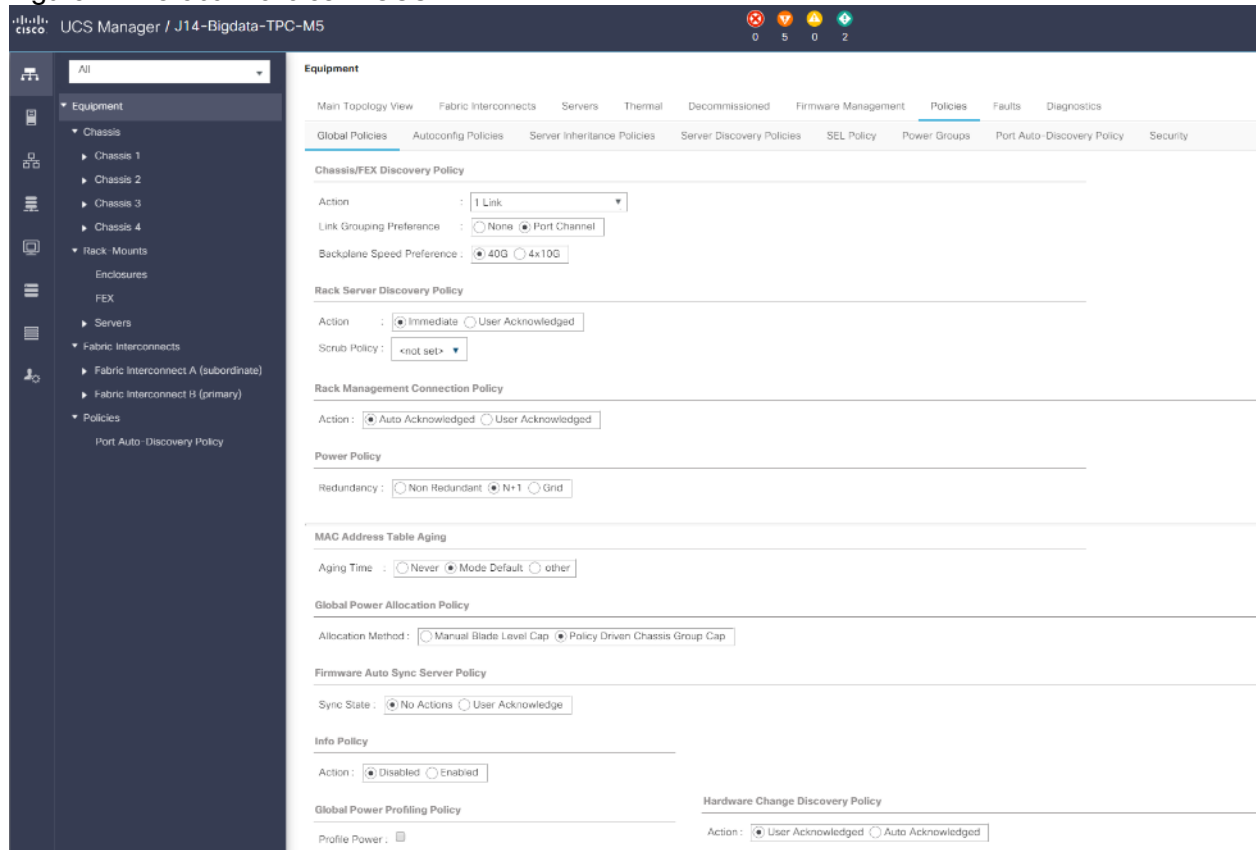 CISCO. UCS Manager / J14-Bigdata-TPC-M5
0 5 0 2
All
Equipment
Chassis
Chassis 1
Chassis 2
Chassis 3
Chassis 4
Rack-Mounts
Enclosures
FEX
Servers
Fabric Interconnects
Fabric Interconnect A (subordinate)
Fabric Interconnect B (primary)
Policies
Port Auto-Discovery Policy
Equipment
Main Topology View Fabric Interconnects Servers Thermal Decommissioned Firmware Management Policies Faults Diagnostics
Global Policies Autoconfig Policies Server Inheritance Policies Server Discovery Policies SEL Policy Power Groups Port Auto-Discovery Policy Security
Chassis/FEX Discovery Policy
Action : 1 Link
Link Grouping Preference : None Port Channel
Backplane Speed Preference : 40G 4x10G
Rack Server Discovery Policy
Action : Immediate User Acknowledged
Scrub Policy : <not set>
Rack Management Connection Policy
Action : Auto Acknowledged User Acknowledged
Power Policy
Redundancy : Non Redundant N+1 Grid
MAC Address Table Aging
Aging Time : Never Mode Default other
Global Power Allocation Policy
Allocation Method : Manual Blade Level Cap Policy Driven Chassis Group Cap
Firmware Auto Sync Server Policy
Sync State : No Actions User Acknowledge
Info Policy
Action : Disabled Enabled
Global Power Profiling Policy
Profile Power :
Hardware Change Discovery Policy
Action : User Acknowledged Auto Acknowledged